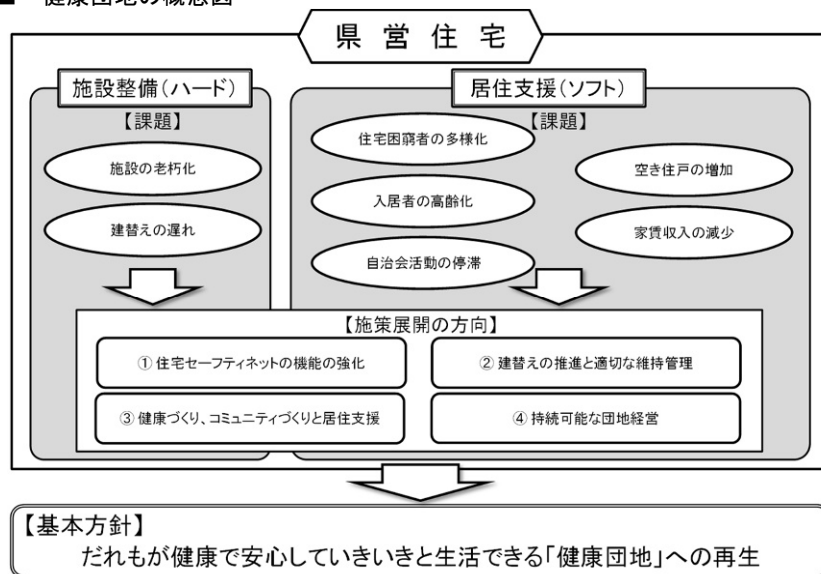 ■ 健康団地の概念図
県営住宅
施設整備(ハード)
【課題】
施設の老朽化
建替えの遅れ
居住支援(ソフト)
【課題】
住宅困窮者の多様化
入居者の高齢化
自治会活動の停滞
空き住戸の増加
家賃収入の減少
【施策展開の方向】
① 住宅セーフティネットの機能の強化
② 建替えの推進と適切な維持管理
③ 健康づくり、コミュニティづくりと居住支援
④ 持続可能な団地経営
【基本方針】
だれもが健康で安心していきいきと生活できる「健康団地」への再生